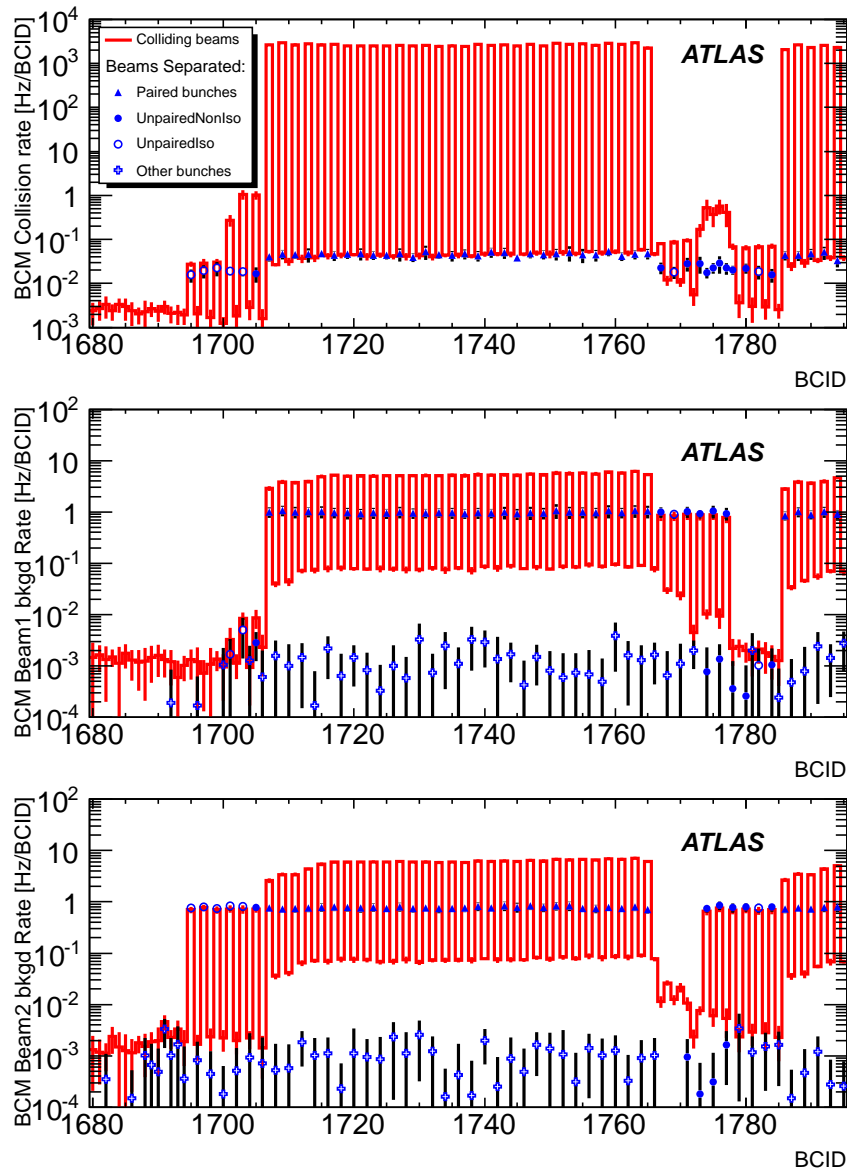 BCM Collision rate [Hz/BCID]
10^4
10^3
10^2
10
1
10^-1
10^-2
10^-3
Colliding beams
Beams Separated:
Paired bunches
UnpairedNonIso
UnpairedIso
Other bunches
ATLAS
1680 1700 1720 1740 1760 1780
BCID
BCM Beam1 bkgd Rate [Hz/BCID]
10^2
10
1
10^-1
10^-2
10^-3
10^-4
ATLAS
1680 1700 1720 1740 1760 1780
BCID
BCM Beam2 bkgd Rate [Hz/BCID]
10^2
10
1
10^-1
10^-2
10^-3
10^-4
ATLAS
1680 1700 1720 1740 1760 1780
BCID